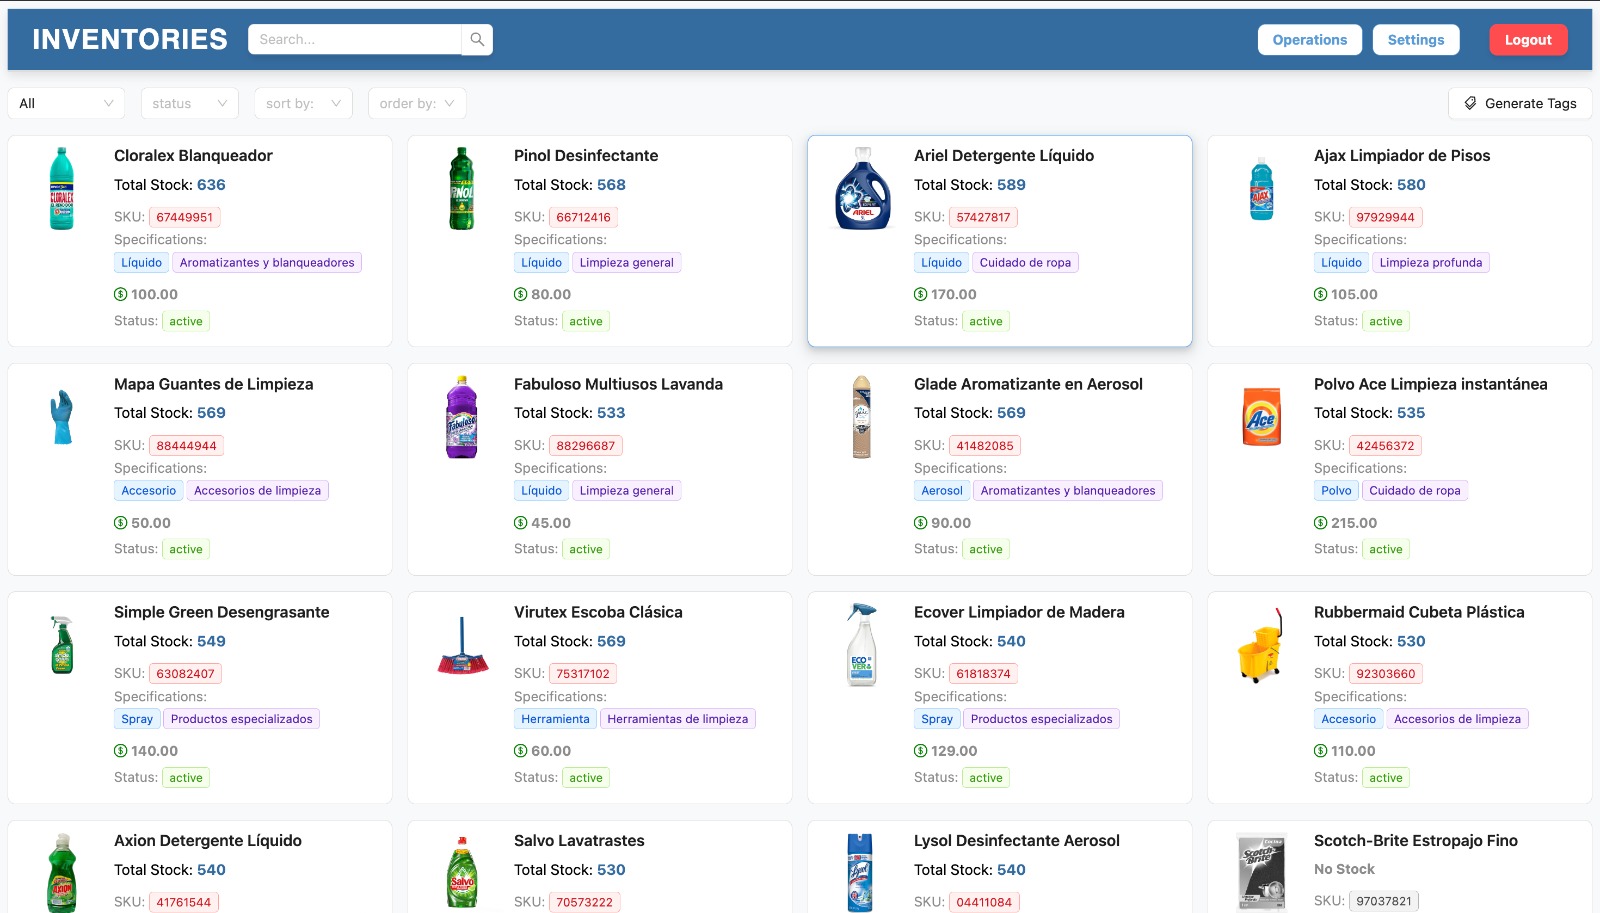 INVENTORIES
Search...
Operations
Settings
Logout
All
status
sort by:
order by:
Generate Tags
Cloralex Blanqueador
Total Stock: 636
SKU: 67449951
Specifications:
Líquido Aromatizantes y blanqueadores
100.00
Status: active
Pinol Desinfectante
Total Stock: 568
SKU: 66712416
Specifications:
Líquido Limpieza general
80.00
Status: active
Ariel Detergente Líquido
Total Stock: 589
SKU: 57427817
Specifications:
Líquido Cuidado de ropa
170.00
Status: active
Ajax Limpiador de Pisos
Total Stock: 580
SKU: 97929944
Specifications:
Líquido Limpieza profunda
105.00
Status: active
Mapa Guantes de Limpieza
Total Stock: 569
SKU: 88444944
Specifications:
Accesorio Accesorios de limpieza
50.00
Status: active
Fabuloso Multiusos Lavanda
Total Stock: 533
SKU: 88296687
Specifications:
Líquido Limpieza general
45.00
Status: active
Glade Aromatizante en Aerosol
Total Stock: 569
SKU: 41482085
Specifications:
Aerosol Aromatizantes y blanqueadores
90.00
Status: active
Polvo Ace Limpieza instantánea
Total Stock: 535
SKU: 42456372
Specifications:
Polvo Cuidado de ropa
215.00
Status: active
Simple Green Desengrasante
Total Stock: 549
SKU: 63082407
Specifications:
Spray Productos especializados
140.00
Status: active
Virutex Escoba Clásica
Total Stock: 569
SKU: 75317102
Specifications:
Herramienta Herramientas de limpieza
60.00
Status: active
Ecover Limpiador de Madera
Total Stock: 540
SKU: 61818374
Specifications:
Spray Productos especializados
129.00
Status: active
Rubbermaid Cubeta Plástica
Total Stock: 530
SKU: 92303660
Specifications:
Accesorio Accesorios de limpieza
110.00
Status: active
Axion Detergente Líquido
Total Stock: 540
SKU: 41761544
Salvo Lavatrastes
Total Stock: 530
SKU: 70573222
Lysol Desinfectante Aerosol
Total Stock: 540
SKU: 04411084
Scotch-Brite Estropajo Fino
No Stock
SKU: 97037821